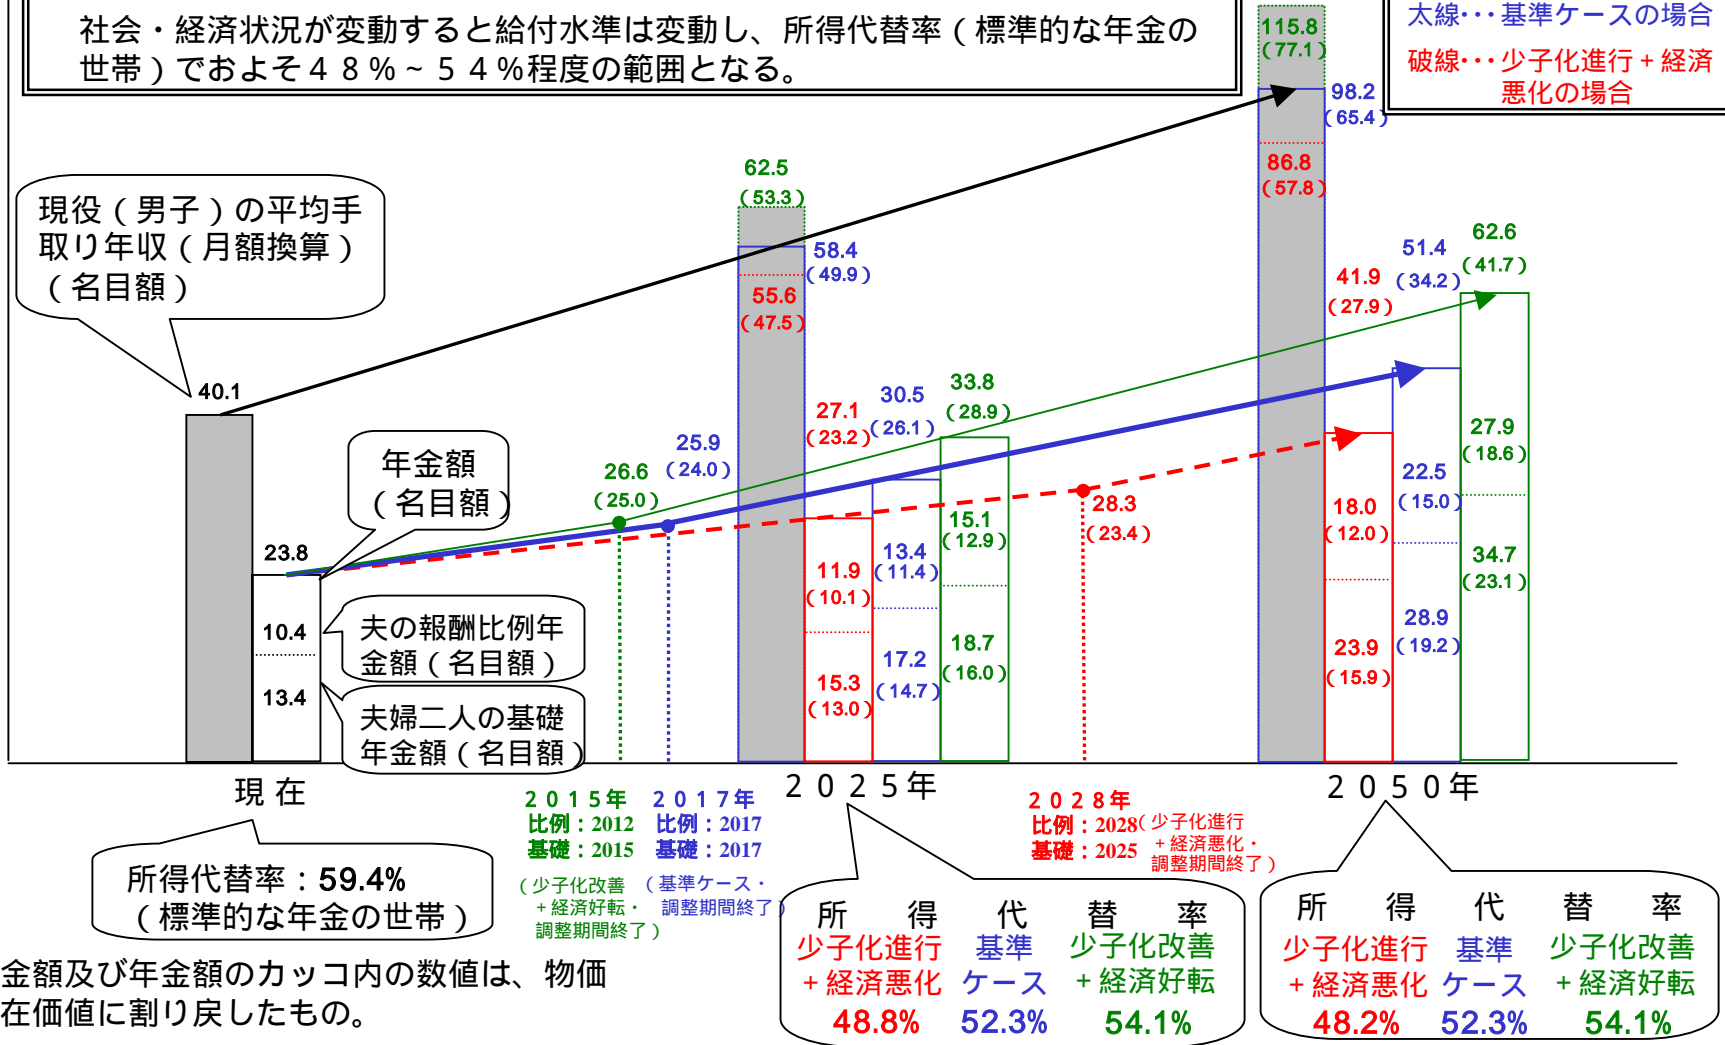 社会・経済状況が変動すると給付水準は変動し、所得代替率（標準的な年金の
世帯）でおよそ４８％～５４％程度の範囲となる。
太線･･･基準ケースの場合
破線･･･少子化進行＋経済
悪化の場合
115.8
(77.1)
98.2
(65.4)
86.8
(57.8)
62.5
(53.3)
58.4
(49.9)
55.6
(47.5)
現役（男子）の平均手
取り年収（月額換算）
（名目額）
40.1
年金額
（名目額）
23.8
10.4
13.4
夫の報酬比例年
金額（名目額）
夫婦二人の基礎
年金額（名目額）
26.6
(25.0)
25.9
(24.0)
27.1
(23.2)
30.5
(26.1)
33.8
(28.9)
11.9
(10.1)
15.3
(13.0)
13.4
(11.4)
17.2
(14.7)
15.1
(12.9)
18.7
(16.0)
28.3
(23.4)
41.9
(27.9)
51.4
(34.2)
62.6
(41.7)
18.0
(12.0)
23.9
(15.9)
22.5
(15.0)
28.9
(19.2)
27.9
(18.6)
34.7
(23.1)
現在
２０２５年
２０５０年
２０１５年
比例：2012
基礎：2015
（少子化改善
＋経済好転・
調整期間終了）
２０１７年
比例：2017
基礎：2017
（基準ケース・
調整期間終了）
２０２８年
比例：2028
基礎：2025
（少子化進行
＋経済悪化・
調整期間終了）
所得代替率：59.4%
（標準的な年金の世帯）
所得代替率
少子化進行
＋経済悪化
48.8%
基準
ケース
52.3%
少子化改善
＋経済好転
54.1%
所得代替率
少子化進行
＋経済悪化
48.2%
基準
ケース
52.3%
少子化改善
＋経済好転
54.1%
金額及び年金額のカッコ内の数値は、物価
在価値に割り戻したもの。